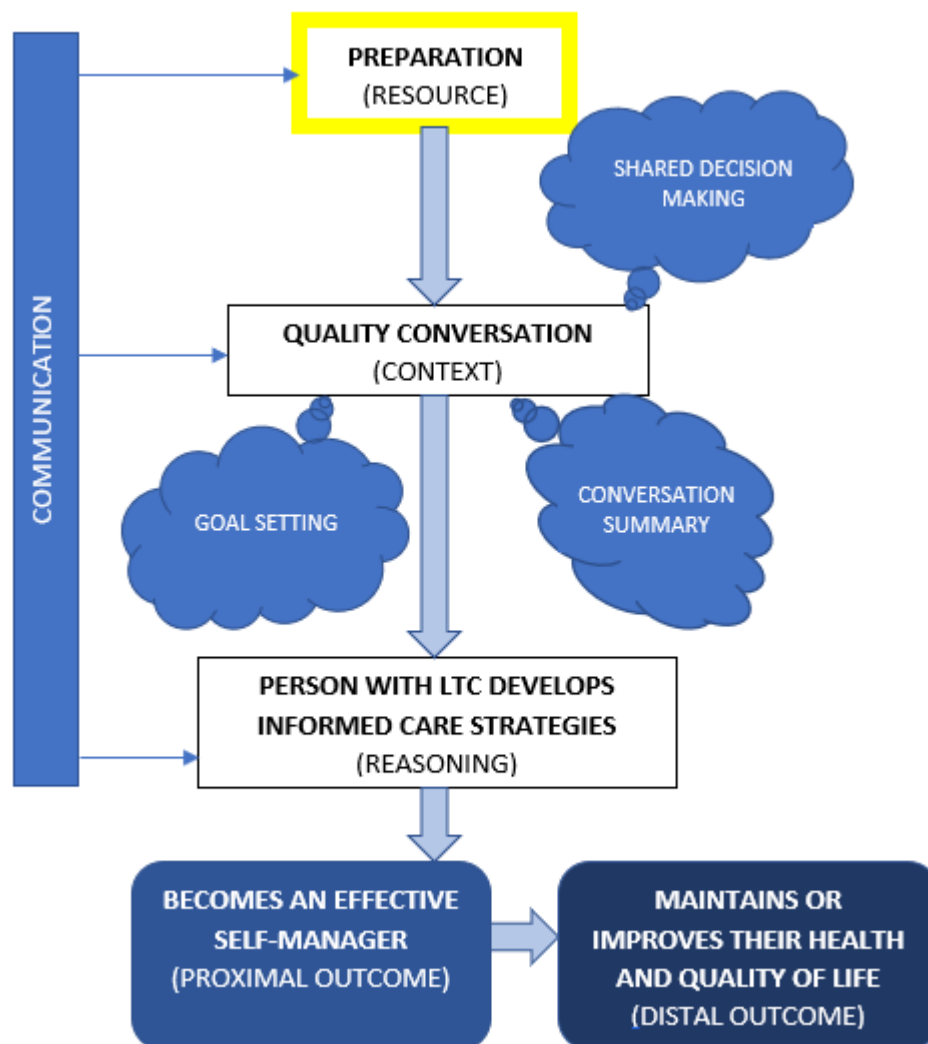 PREPARATION
(RESOURCE)
SHARED DECISION
MAKING
COMMUNICATION
QUALITY CONVERSATION
(CONTEXT)
GOAL SETTING
CONVERSATION
SUMMARY
PERSON WITH LTC DEVELOPS
INFORMED CARE STRATEGIES
(REASONING)
BECOMES AN EFFECTIVE
SELF-MANAGER
(PROXIMAL OUTCOME)
MAINTAINS OR
IMPROVES THEIR HEALTH
AND QUALITY OF LIFE
(DISTAL OUTCOME)